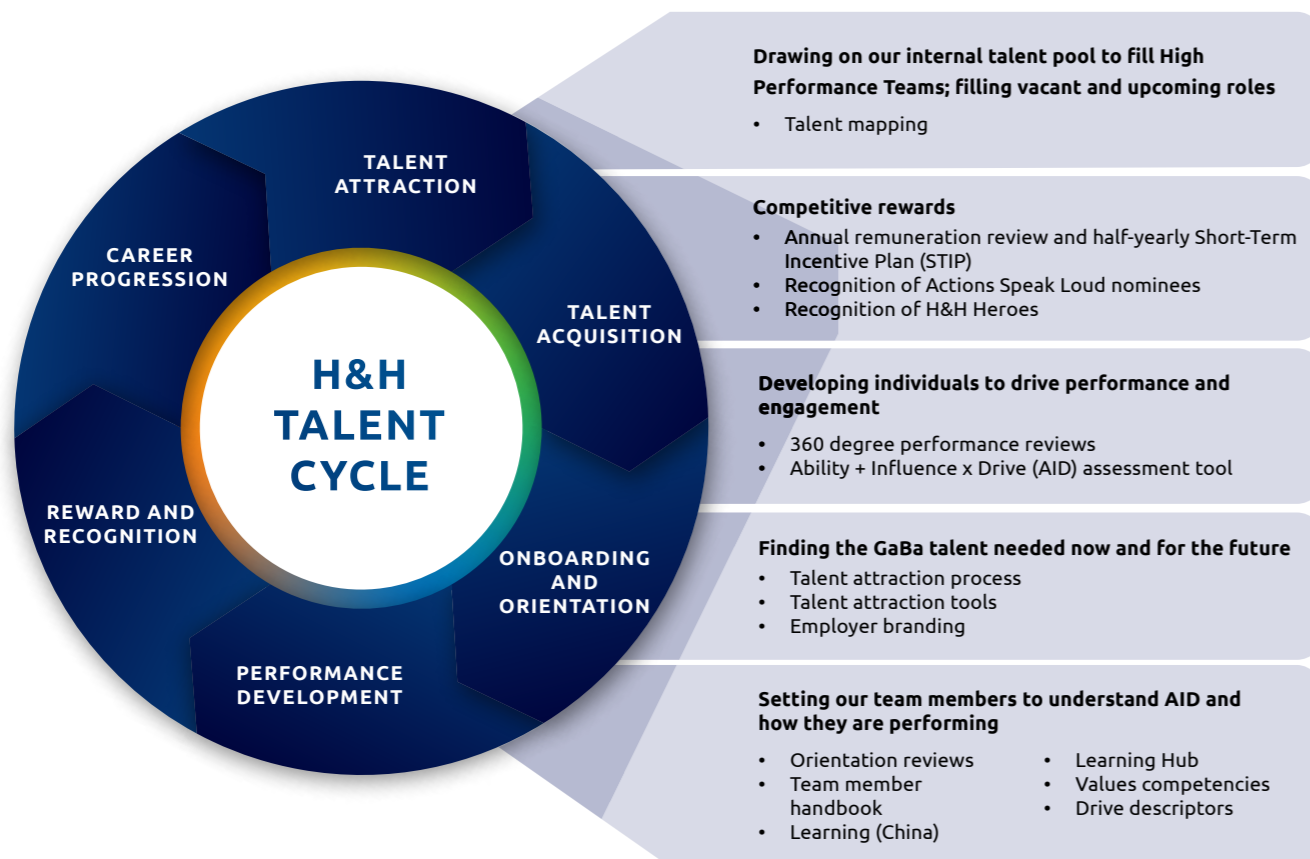 TALENT
ATTRACTION
TALENT
ACQUISITION
ONBOARDING
AND
ORIENTATION
PERFORMANCE
DEVELOPMENT
REWARD AND
RECOGNITION
CAREER
PROGRESSION
H&H
TALENT
CYCLE
Drawing on our internal talent pool to fill High
Performance Teams; filling vacant and upcoming roles
• Talent mapping
Competitive rewards
• Annual remuneration review and half-yearly Short-Term
Incentive Plan (STIP)
• Recognition of Actions Speak Loud nominees
• Recognition of H&H Heroes
Developing individuals to drive performance and
engagement
• 360 degree performance reviews
• Ability + Influence x Drive (AID) assessment tool
Finding the GaBa talent needed now and for the future
• Talent attraction process
• Talent attraction tools
• Employer branding
Setting our team members to understand AID and
how they are performing
• Orientation reviews
• Team member
handbook
• Learning (China)
• Learning Hub
• Values competencies
• Drive descriptors